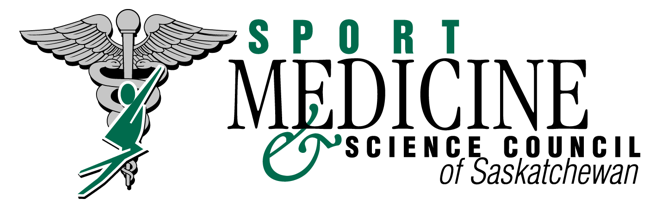 SPORT
MEDICINE
& SCIENCE COUNCIL
of Saskatchewan